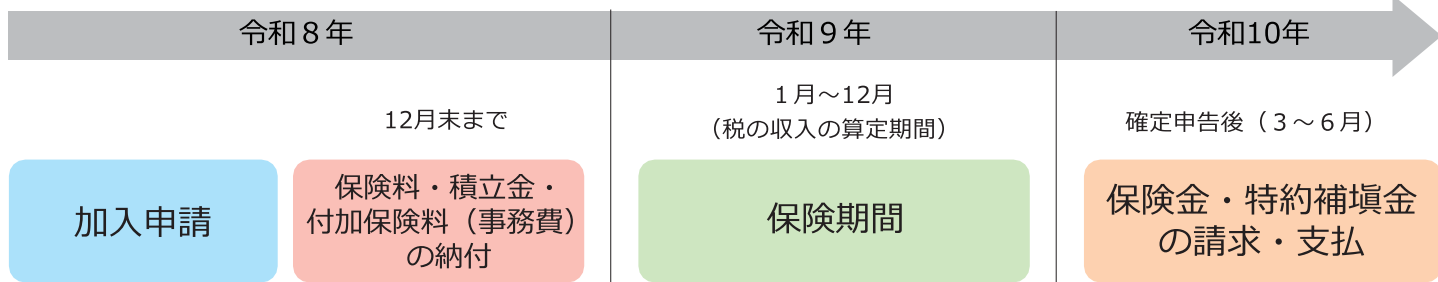 令和８年
令和９年
令和10年
12月末まで
１月～12月
（税の収入の算定期間）
確定申告後（３～６月）
加入申請
保険料・積立金・
付加保険料（事務費）
の納付
保険期間
保険金・特約補塡金
の請求・支払